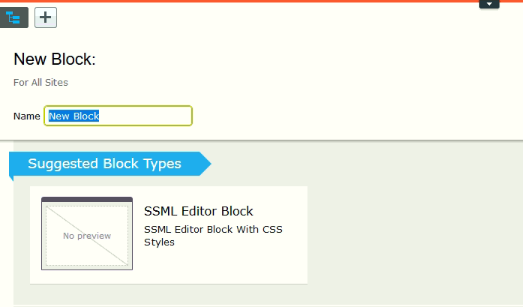 New Block:
For All Sites
Name New Block
Suggested Block Types
No preview
SSML Editor Block
SSML Editor Block With CSS
Styles